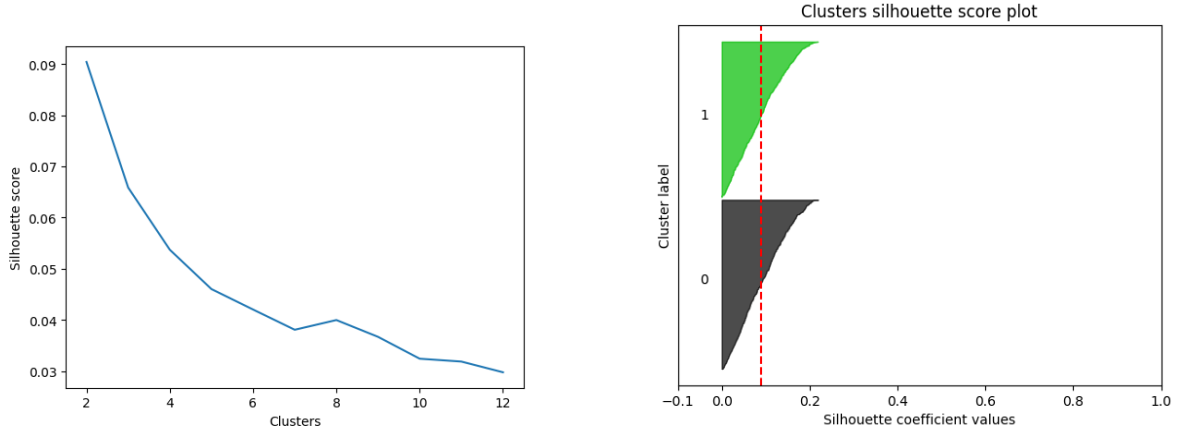 Silhouette score
0.09
0.08
0.07
0.06
0.05
0.04
0.03
2 4 6 8 10 12
Clusters
Clusters silhouette score plot
Cluster label
1
0
−0.1 0.0 0.2 0.4 0.6 0.8 1.0
Silhouette coefficient values